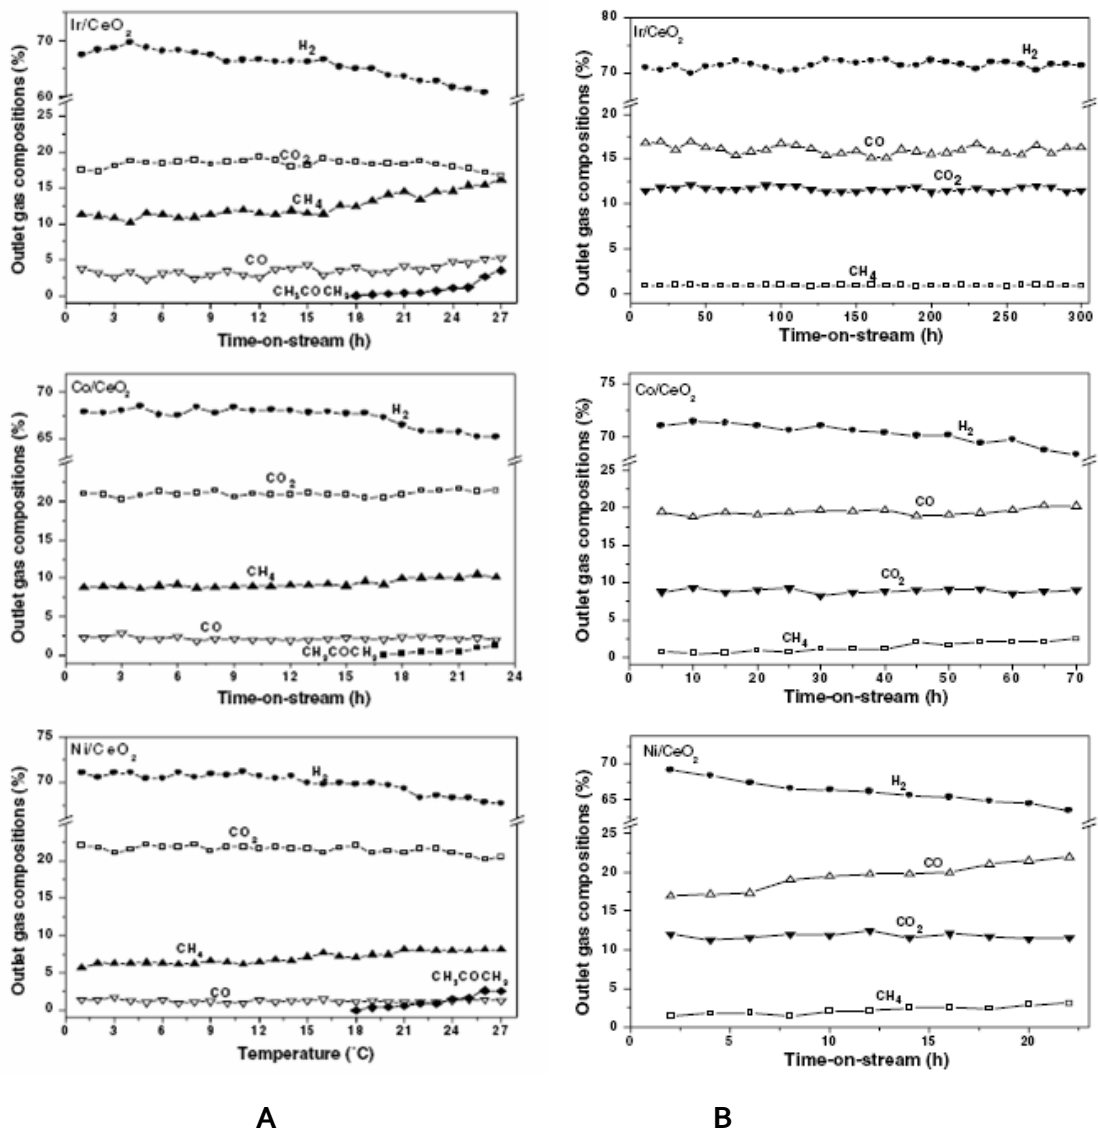 Ir/CeO2
H2
CO2
CH4
CO
CH3COCH3
70
60
25
20
15
10
5
0
0 3 6 9 12 15 18 21 24 27
Time-on-stream (h)
Outlet gas compositions (%)
Ir/CeO2
H2
CO
CO2
CH4
80
70
20
15
10
5
0
0 50 100 150 200 250 300
Time-on-stream (h)
Outlet gas compositions (%)
Co/CeO2
H2
CO2
CH4
CO
CH3COCH3
70
65
20
15
10
5
0
0 3 6 9 12 15 18 21 24
Time-on-stream (h)
Outlet gas compositions (%)
Co/CeO2
H2
CO
CO2
CH4
75
70
25
20
15
10
5
0
10 20 30 40 50 60 70
Time-on-stream (h)
Outlet gas compositions (%)
Ni/CeO2
H2
CO2
CH4
CH3COCH3
CO
75
70
20
15
10
5
0
0 3 6 9 12 15 18 21 24 27
Temperature (˚C)
Outlet gas compositions (%)
Ni/CeO2
H2
CO
CO2
CH4
70
65
25
20
15
10
5
0
0 5 10 15 20
Time-on-stream (h)
Outlet gas compositions (%)
A B